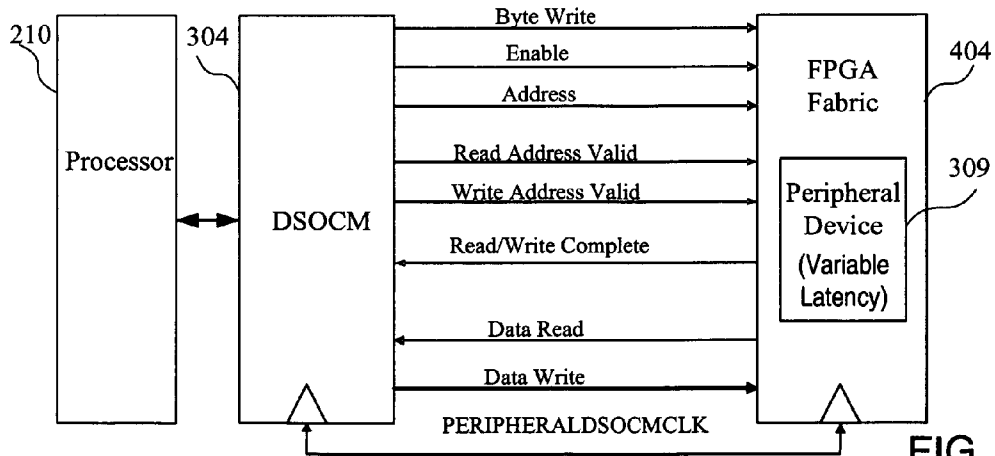 210
304
Byte Write
Enable
Address
FPGA
Fabric
404
Processor
DSOCM
Read Address Valid
Write Address Valid
Read/Write Complete
Peripheral
Device
(Variable
Latency)
309
Data Read
Data Write
PERIPHERALDSOCMCLK
FIG